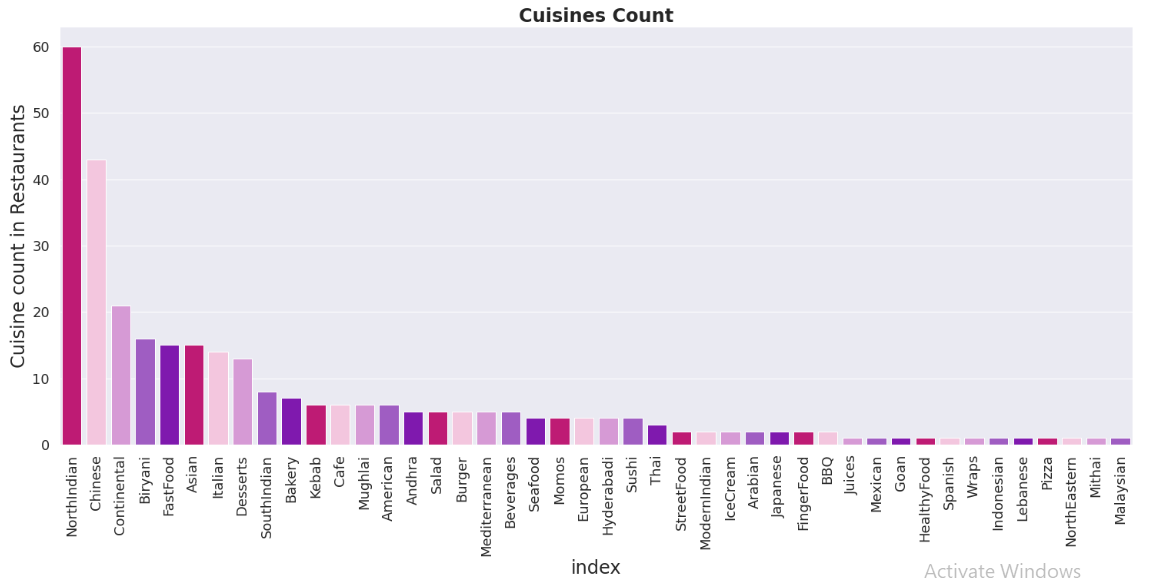 Cuisines Count
Cuisine count in Restaurants
60
50
40
30
20
10
0
NorthIndian
Chinese
Continental
Biryani
FastFood
Asian
Italian
Desserts
SouthIndian
Bakery
Kebab
Cafe
Mughlai
American
Andhra
Salad
Burger
Mediterranean
Beverages
Seafood
Momos
European
Hyderabadi
Sushi
Thai
StreetFood
ModernIndian
IceCream
Arabian
Japanese
FingerFood
BBQ
Juices
Mexican
Goan
HealthyFood
Spanish
Wraps
Indonesian
Lebanese
Pizza
NorthEastern
Mithai
Malaysian
index
Activate Windows